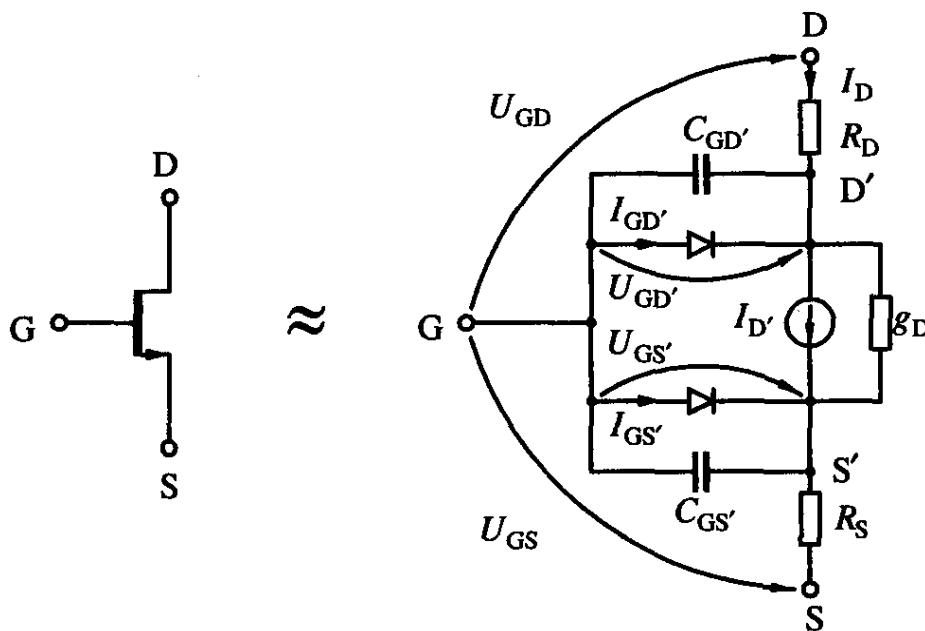 D
G
S
≈
D
I_D
R_D
U_GD
C_GD′
D′
I_GD′
U_GD′
I_D′
g_D
G
U_GS′
I_GS′
S′
C_GS′
R_S
U_GS
S